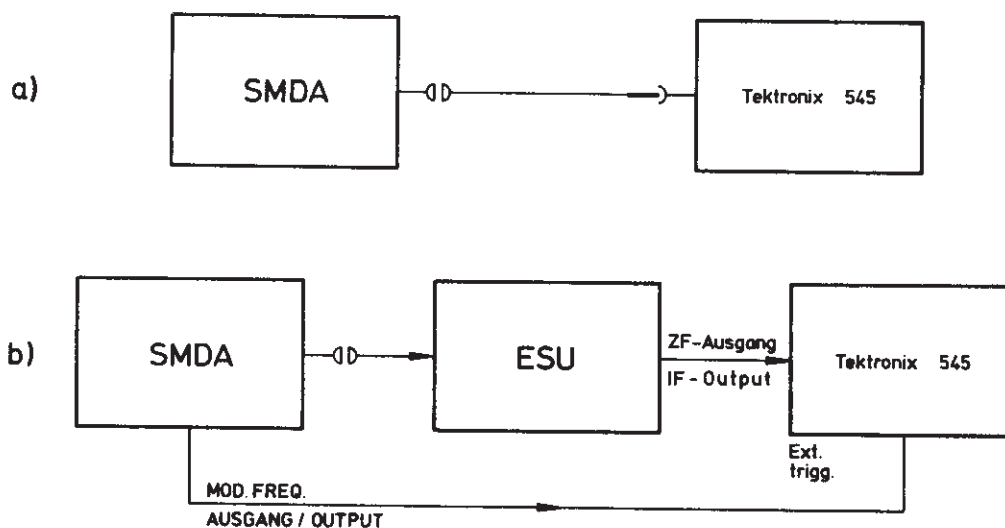 a)
SMDA
Tektronix 545
b)
SMDA
ESU
ZF-Ausgang
IF-Output
Tektronix 545
Ext.
trigg.
MOD. FREQ.
AUSGANG / OUTPUT